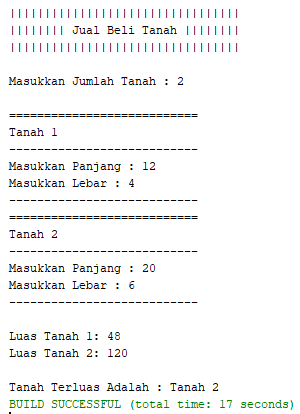 |||||||||||||||||||||||||||||||||
|||||||| Jual Beli Tanah ||||||||
|||||||||||||||||||||||||||||||||
Masukkan Jumlah Tanah : 2
===========================
Tanah 1
---------------------------
Masukkan Panjang : 12
Masukkan Lebar : 4
---------------------------
===========================
Tanah 2
---------------------------
Masukkan Panjang : 20
Masukkan Lebar : 6
---------------------------
Luas Tanah 1: 48
Luas Tanah 2: 120
Tanah Terluas Adalah : Tanah 2
BUILD SUCCESSFUL (total time: 17 seconds)